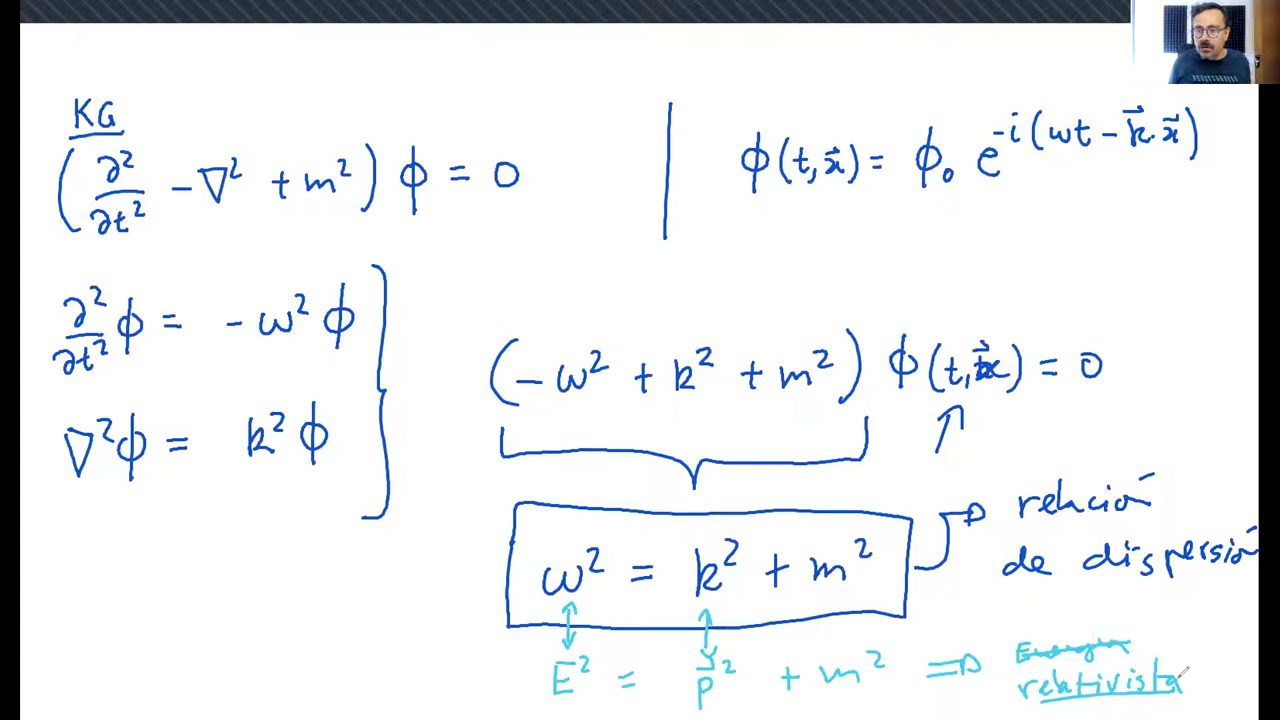 KG
(∂²/∂t² - ∇² + m²) ϕ = 0
ϕ(t, x⃗) = ϕ₀ e^{-i(ωt - k⃗·x⃗)}
∂²/∂t² ϕ = - ω² ϕ
∇²ϕ = k² ϕ
(-ω² + k² + m²) ϕ(t, x⃗) = 0
ω² = k² + m²
relación
de dispersión
E² = p⃗² + m² ⇒ Energía
relativista